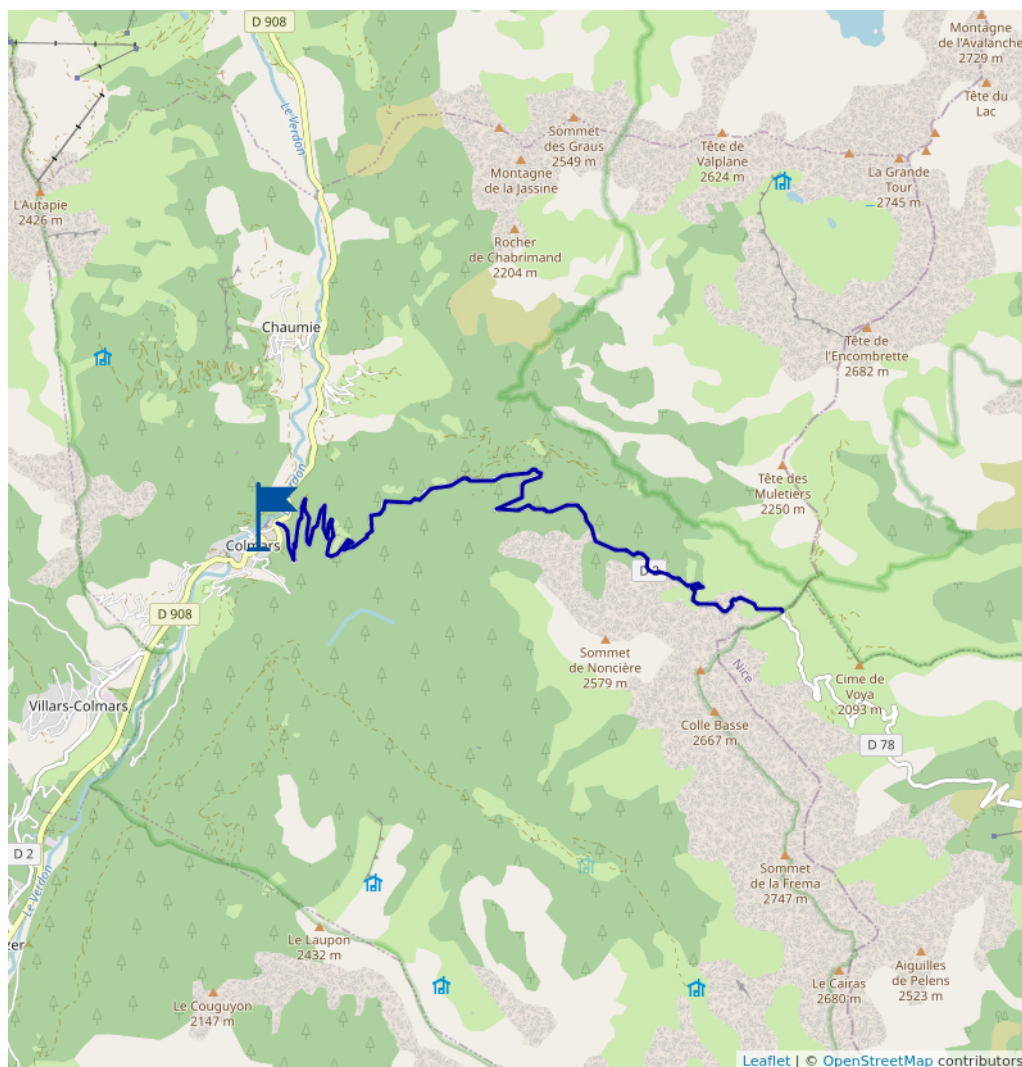 D 908
Montagne
de l'Avalanche
2729 m
Le Verdon
Tête du
Lac
Sommet
des Graus
2549 m
Tête de
Valplane
2624 m
Montagne
de la Jassine
La Grande
Tour
2745 m
L'Autapie
2426 m
Rocher
de Chabrimand
2204 m
Chaumie
Tête de
l'Encombrette
2682 m
Tête des
Muletiers
2250 m
Colmars
D 908
Sommet
de Noncière
2579 m
Nice
Cime de
Voya
2093 m
Villars-Colmars
Colle Basse
2667 m
D 78
D 2
Le Verdon
Sommet
de la Frema
2747 m
Le Laupon
2432 m
Aiguilles
de Pelens
2523 m
Le Cairas
2680 m
Le Couguyon
2147 m
Leaflet | © OpenStreetMap contributors